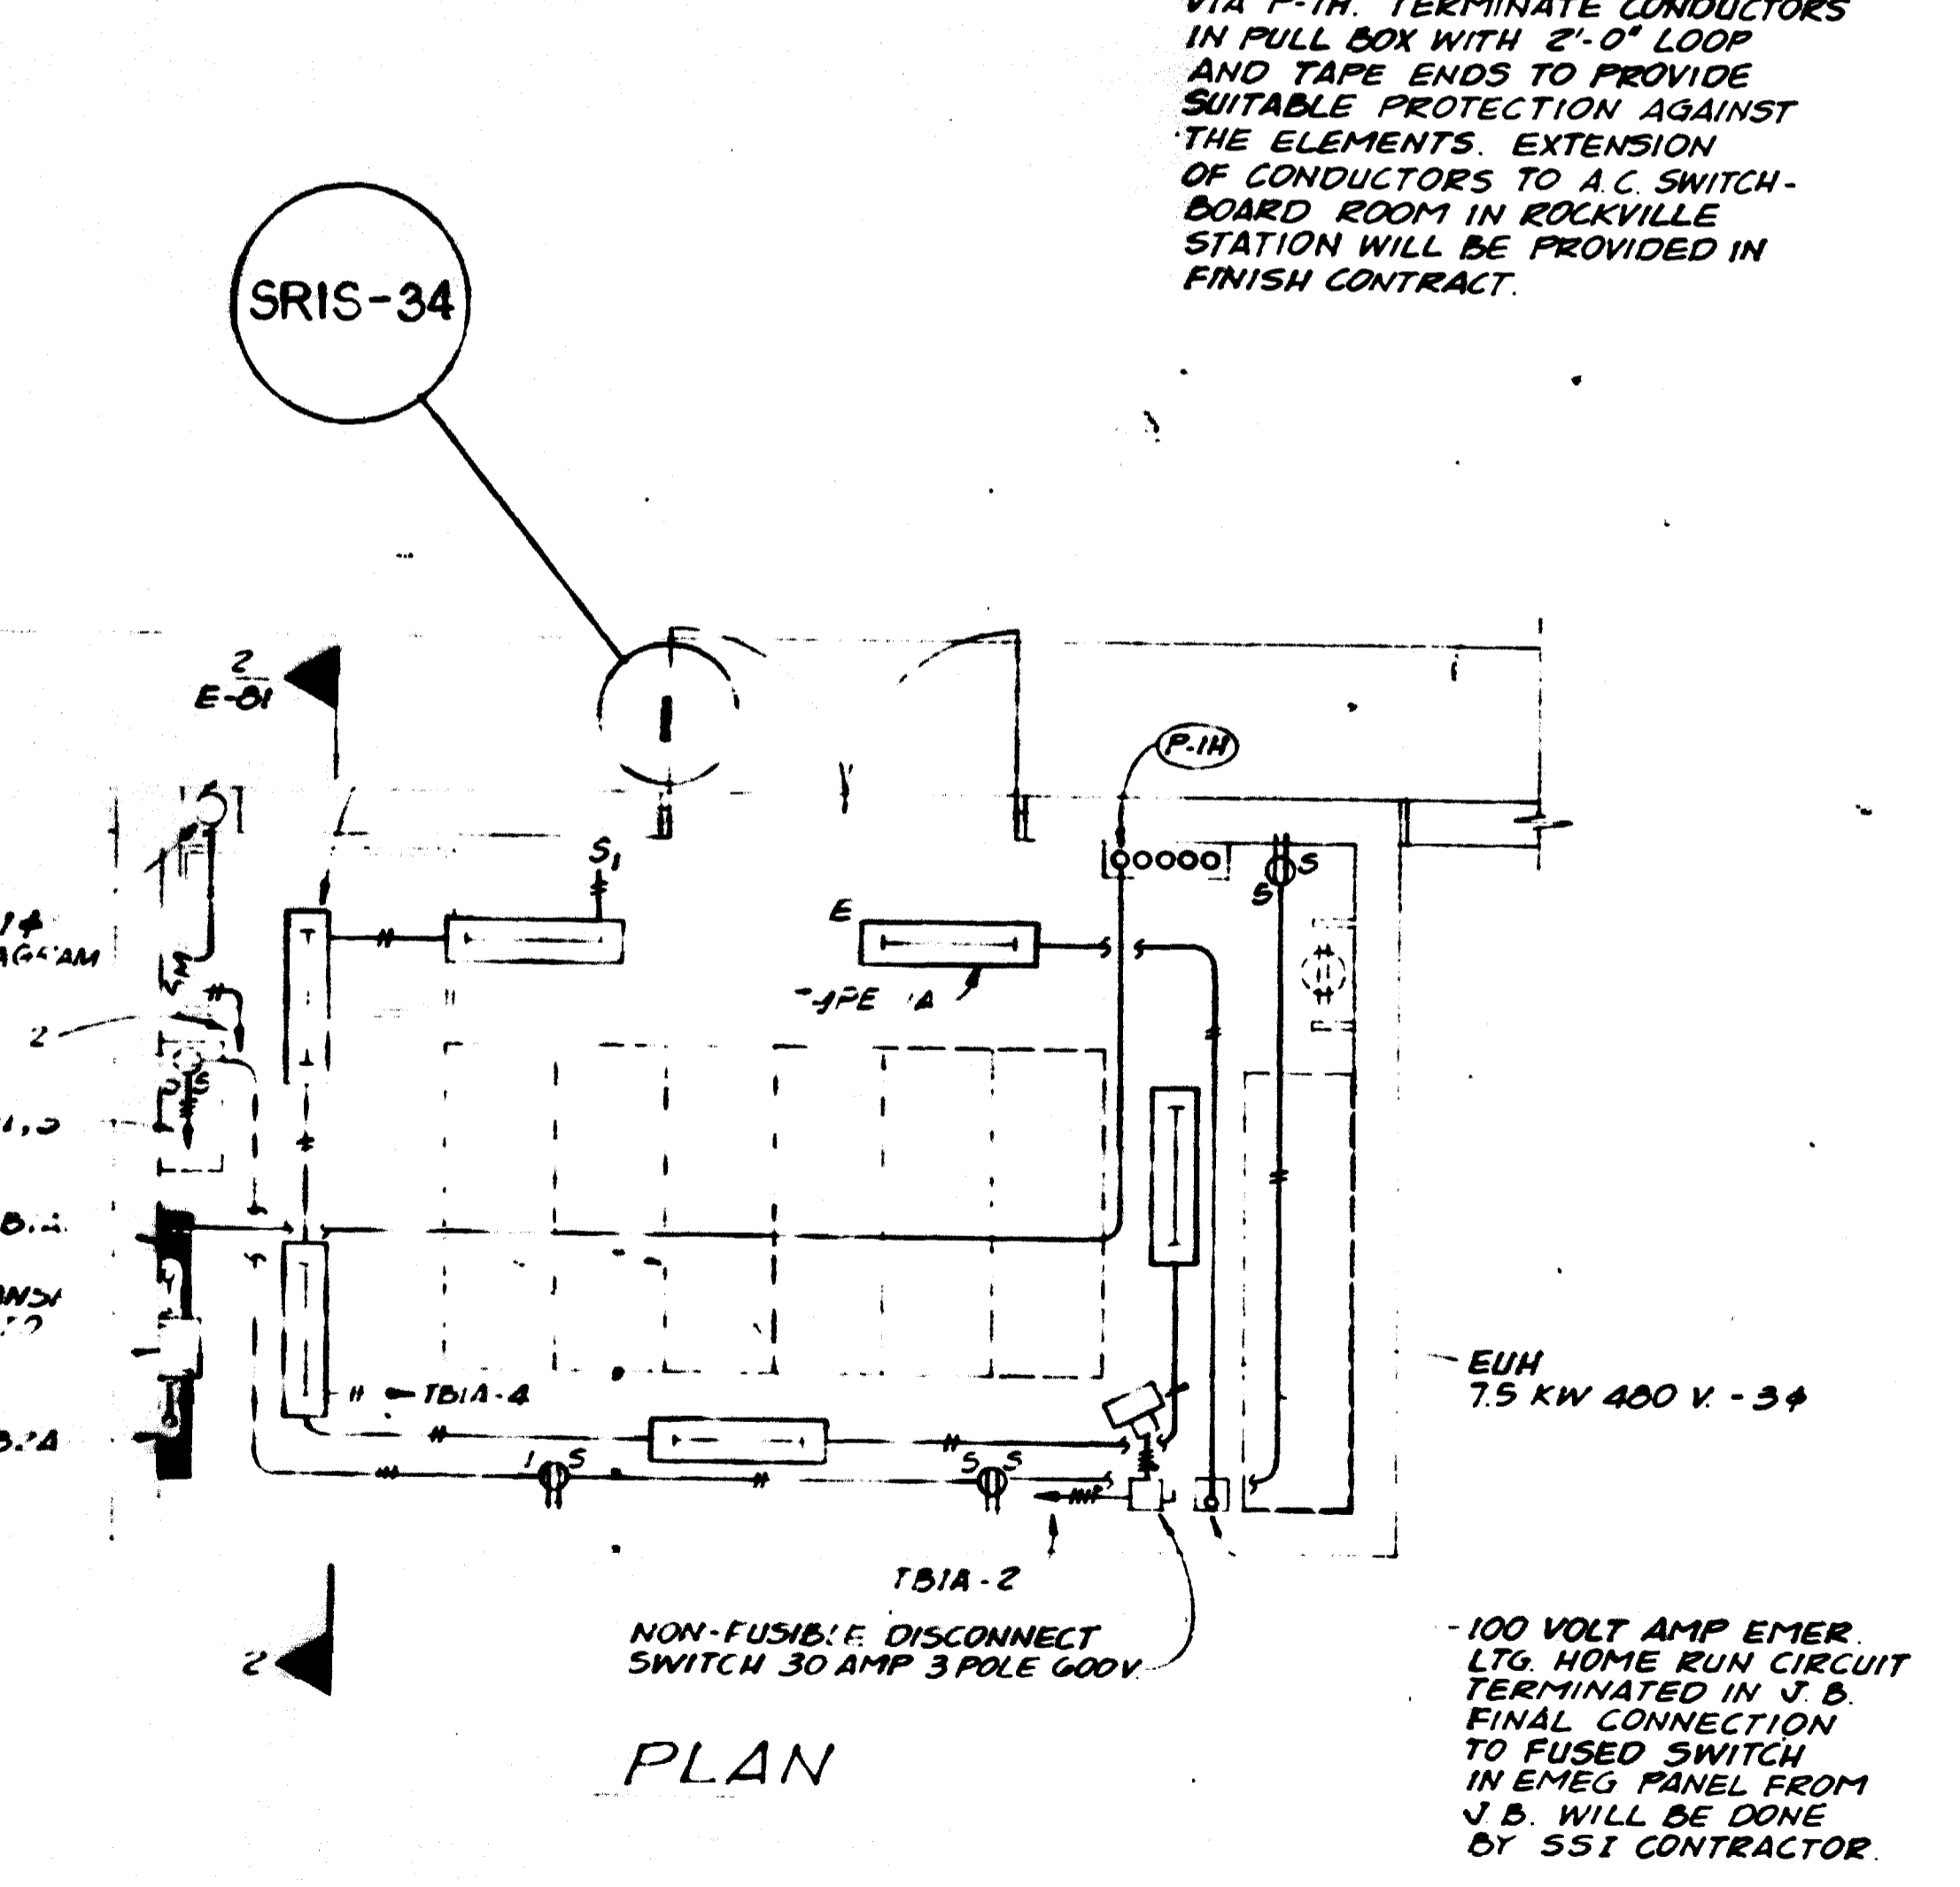 VIA P-1H. TERMINATE CONDUCTORS
IN PULL BOX WITH 2'-0" LOOP
AND TAPE ENDS TO PROVIDE
SUITABLE PROTECTION AGAINST
THE ELEMENTS. EXTENSION
OF CONDUCTORS TO A.C. SWITCH-
BOARD ROOM IN ROCKVILLE
STATION WILL BE PROVIDED IN
FINISH CONTRACT.
SRIS-34
2
E-81
P-1H
S1
S
5
E
2
S
TB1A-4
1 S
S S
EUH
7.5 KW 480 V. - 3ϕ
TB1A-2
NON-FUSIBLE DISCONNECT
SWITCH 30 AMP 3 POLE 600V.
2
PLAN
100 VOLT AMP EMER.
LTG. HOME RUN CIRCUIT
TERMINATED IN J.B.
FINAL CONNECTION
TO FUSED SWITCH
IN EMEG PANEL FROM
J.B. WILL BE DONE
BY SSI CONTRACTOR.